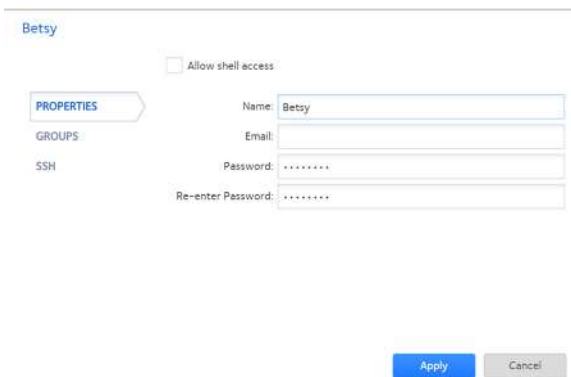 Betsy
Allow shell access
PROPERTIES
Name: Betsy
GROUPS
Email:
SSH
Password: ........
Re-enter Password: ........
Apply
Cancel